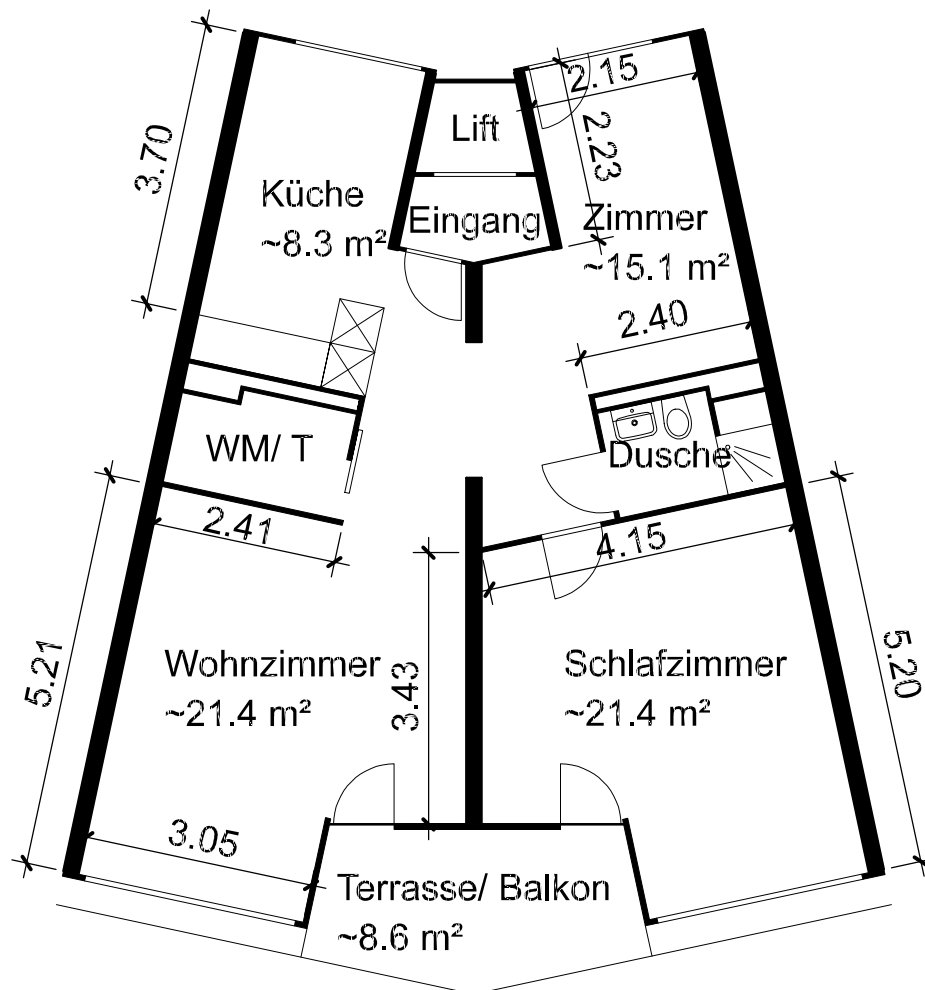 2.15
Lift
2.23
3.70
Küche
~8.3 m²
Eingang
Zimmer
~15.1 m²
2.40
WM/ T
Dusche
2.41
4.15
Wohnzimmer
~21.4 m²
3.43
Schlafzimmer
~21.4 m²
5.21
5.20
3.05
Terrasse/ Balkon
~8.6 m²